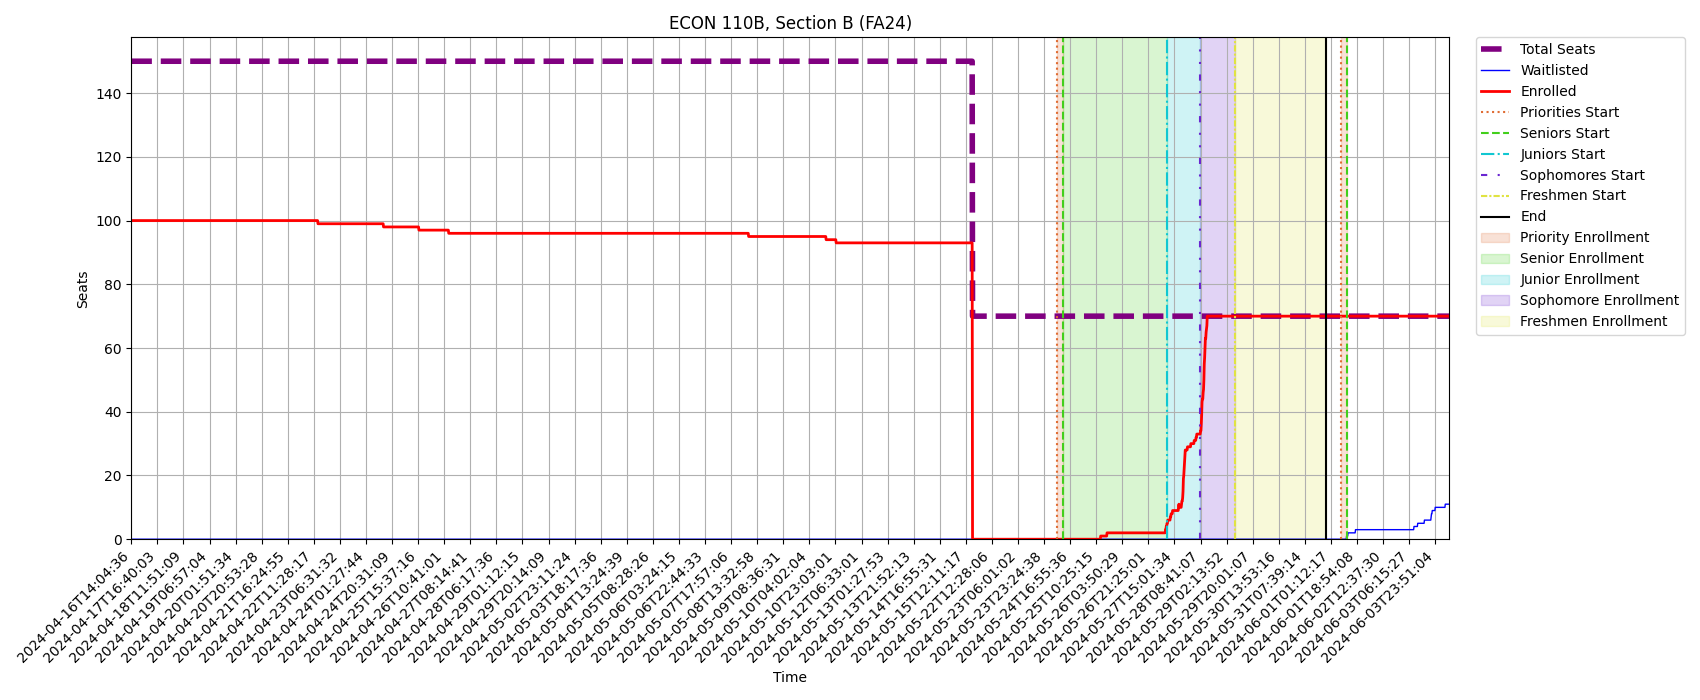 ECON 110B, Section B (FA24)
Seats
140
120
100
80
60
40
20
0
2024-04-16T14:04:36
2024-04-17T16:40:03
2024-04-18T11:51:09
2024-04-19T06:57:04
2024-04-20T01:51:34
2024-04-20T20:53:28
2024-04-21T16:24:55
2024-04-22T11:28:17
2024-04-23T06:31:32
2024-04-24T01:27:44
2024-04-24T20:31:09
2024-04-25T15:37:16
2024-04-26T10:41:01
2024-04-27T08:14:41
2024-04-28T06:17:36
2024-04-29T01:12:15
2024-04-29T20:14:09
2024-05-02T23:11:24
2024-05-03T18:17:36
2024-05-04T13:24:39
2024-05-05T08:28:26
2024-05-06T03:24:15
2024-05-06T22:44:33
2024-05-07T17:57:06
2024-05-08T13:32:58
2024-05-09T08:36:31
2024-05-10T04:02:04
2024-05-10T23:03:01
2024-05-12T06:33:01
2024-05-13T01:27:53
2024-05-13T21:52:13
2024-05-14T16:55:31
2024-05-15T12:11:17
2024-05-22T12:28:06
2024-05-23T06:01:02
2024-05-23T23:24:38
2024-05-24T16:55:36
2024-05-25T10:25:15
2024-05-26T03:50:29
2024-05-26T21:25:01
2024-05-27T15:01:34
2024-05-28T08:41:07
2024-05-29T02:13:52
2024-05-29T20:01:07
2024-05-30T13:53:16
2024-05-31T07:39:14
2024-06-01T01:12:17
2024-06-01T18:54:08
2024-06-02T12:37:30
2024-06-03T06:15:27
2024-06-03T23:51:04
Time
Total Seats
Waitlisted
Enrolled
Priorities Start
Seniors Start
Juniors Start
Sophomores Start
Freshmen Start
End
Priority Enrollment
Senior Enrollment
Junior Enrollment
Sophomore Enrollment
Freshmen Enrollment